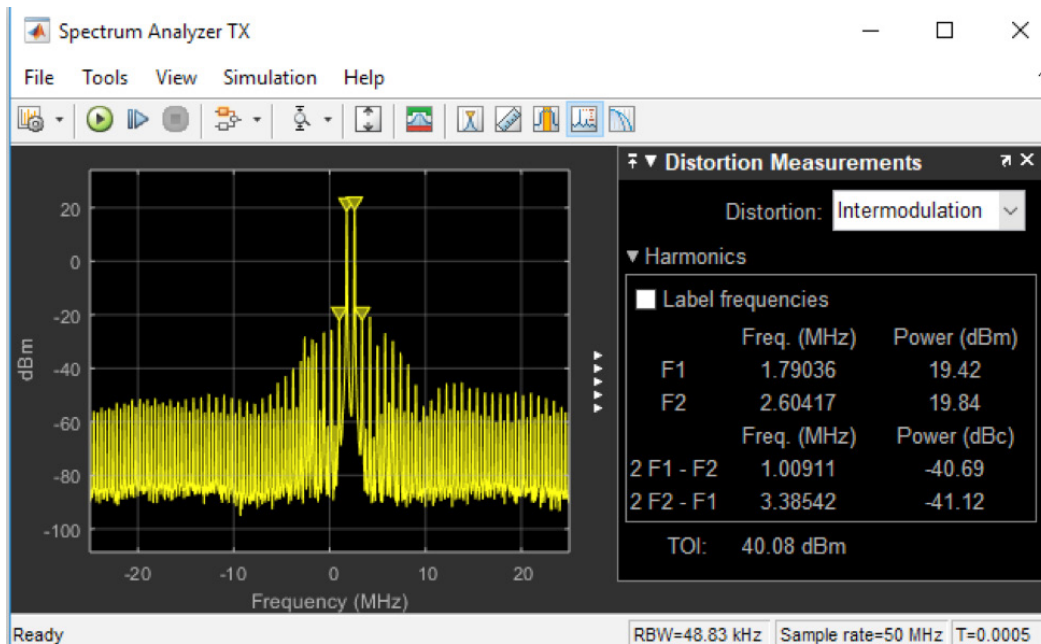 Spectrum Analyzer TX
File Tools View Simulation Help
Distortion Measurements
Distortion: Intermodulation
Harmonics
Label frequencies
Freq. (MHz) Power (dBm)
F1 1.79036 19.42
F2 2.60417 19.84
Freq. (MHz) Power (dBc)
2 F1 - F2 1.00911 -40.69
2 F2 - F1 3.38542 -41.12
TOI: 40.08 dBm
20
0
-20
-40
-60
-80
-100
dBm
-20 -10 0 10 20
Frequency (MHz)
Ready RBW=48.83 kHz Sample rate=50 MHz T=0.0005